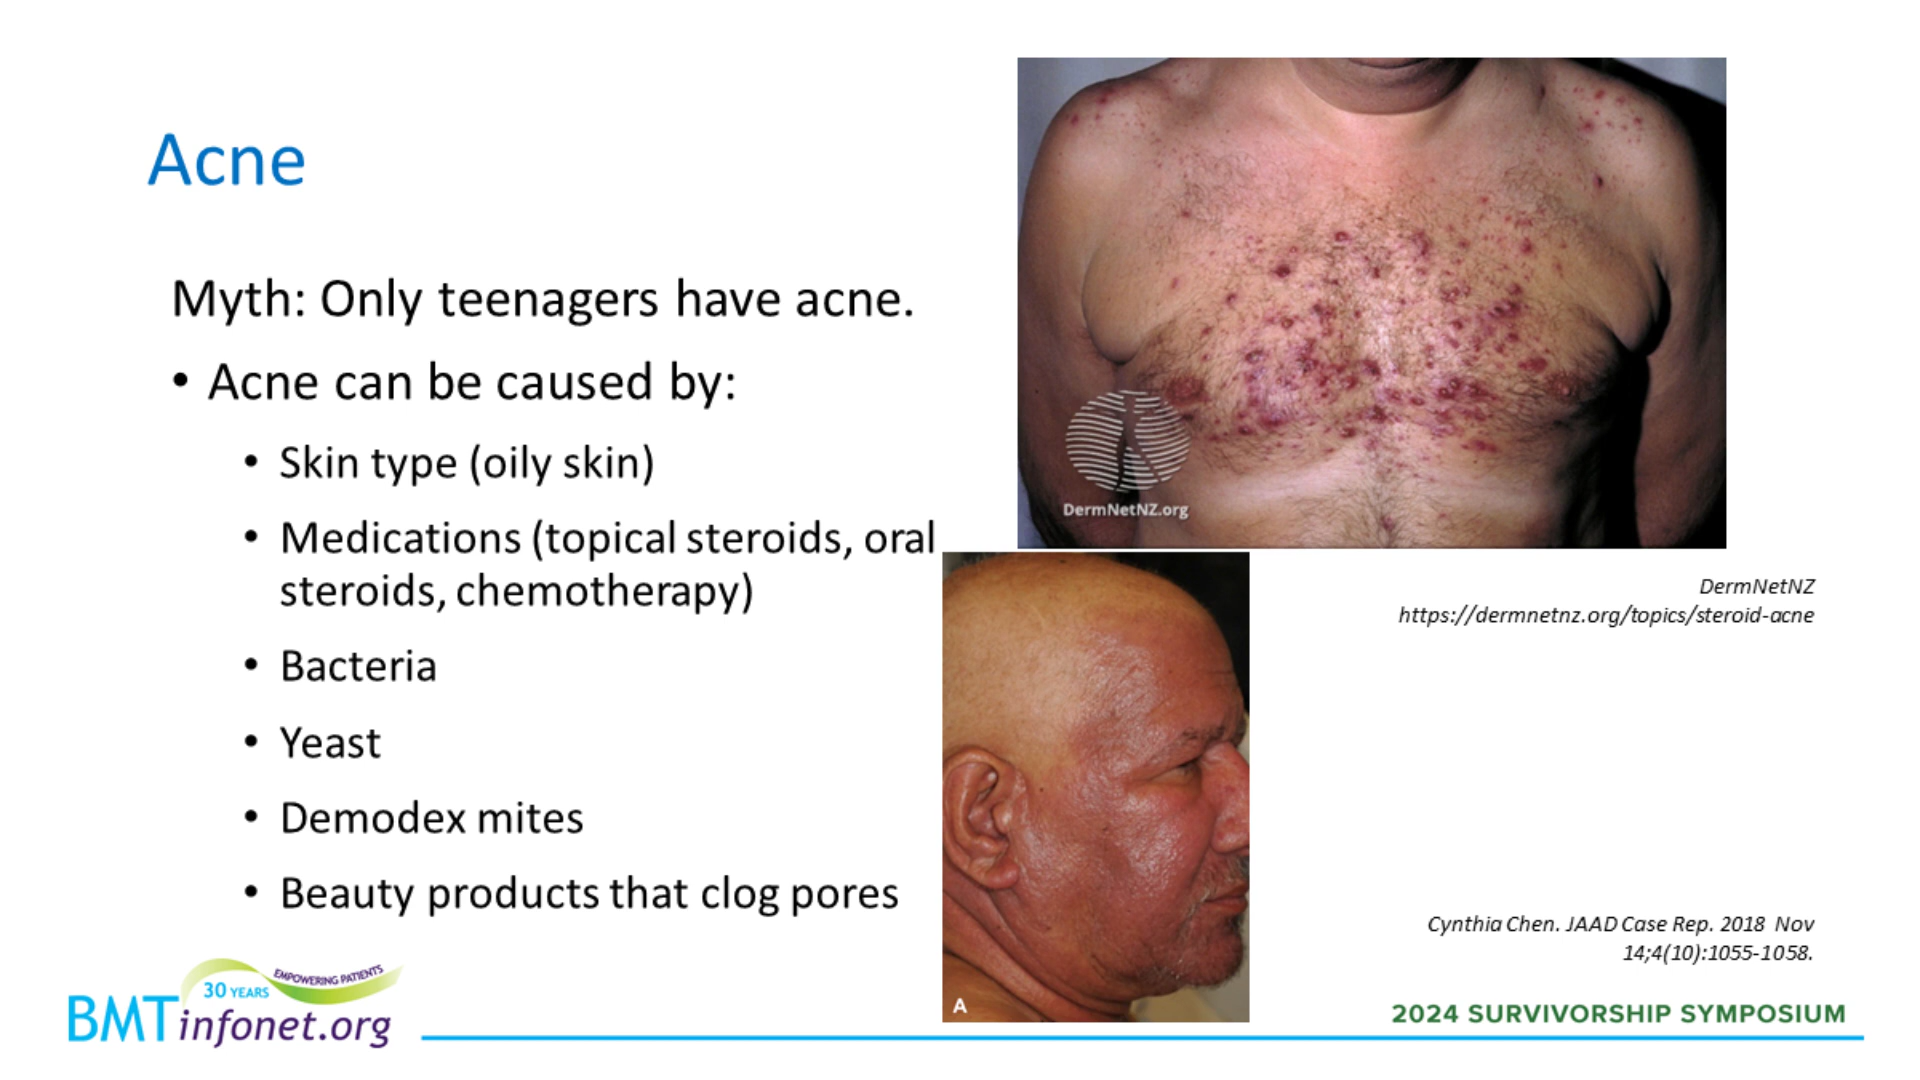 Acne
Myth: Only teenagers have acne.
• Acne can be caused by:
• Skin type (oily skin)
• Medications (topical steroids, oral
steroids, chemotherapy)
• Bacteria
• Yeast
• Demodex mites
• Beauty products that clog pores
DermNetNZ.org
DermNetNZ
https://dermnetnz.org/topics/steroid-acne
A
Cynthia Chen. JAAD Case Rep. 2018 Nov
14;4(10):1055-1058.
EMPOWERING PATIENTS
30 YEARS
BMTinfonet.org
2024 SURVIVORSHIP SYMPOSIUM